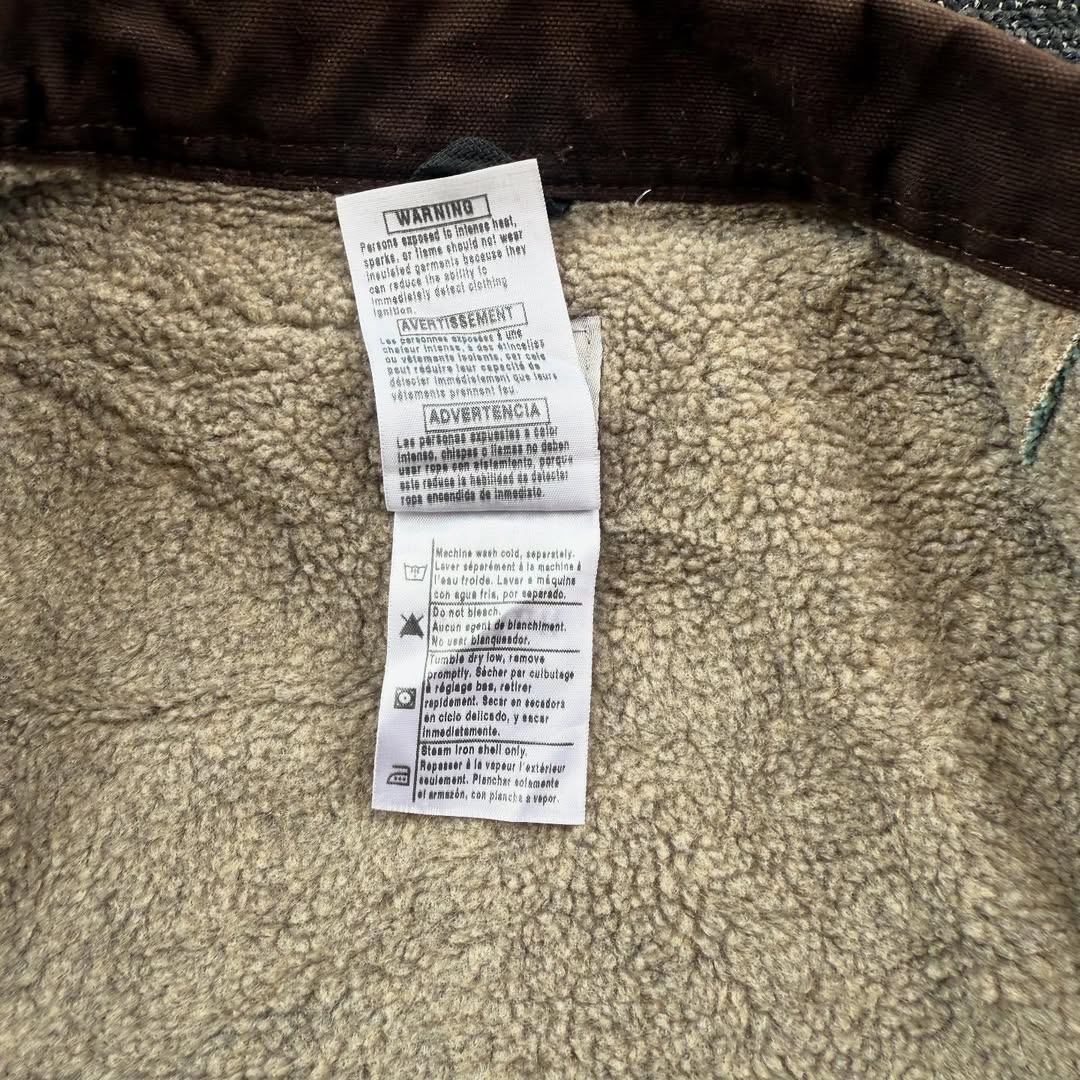 WARNING
Persons exposed to intense heat,
sparks, or flame should not wear
insulated garments because they
can reduce the ability to
immediately detect clothing
ignition.
AVERTISSEMENT
Les personnes exposées à une
chaleur intense, à des étincelles
ou vêtements isolants, car cela
peut réduire leur capacité de
détecter immédiatement que leurs
vêtements prennent feu.
ADVERTENCIA
Las personas expuestas a calor
intenso, chispas o llamas no deben
usar ropa con aislamiento, porque
este reduce la habilidad de detectar
ropa encendida de inmediato.
Machine wash cold, separately.
Laver séparément à la machine à
l'eau froide. Lavar a máquina
con agua fría, por separado.
Do not bleach.
Aucun agent de blanchiment.
No usar blanqueador.
Tumble dry low, remove
promptly. Sécher par culbutage
à réglage bas, retirer
rapidement. Secar en secadora
en ciclo delicado, y sacar
inmediatamente.
Steam iron shell only.
Repasser à la vapeur l'extérieur
seulement. Planchar solamente
el armazón, con plancha a vapor.